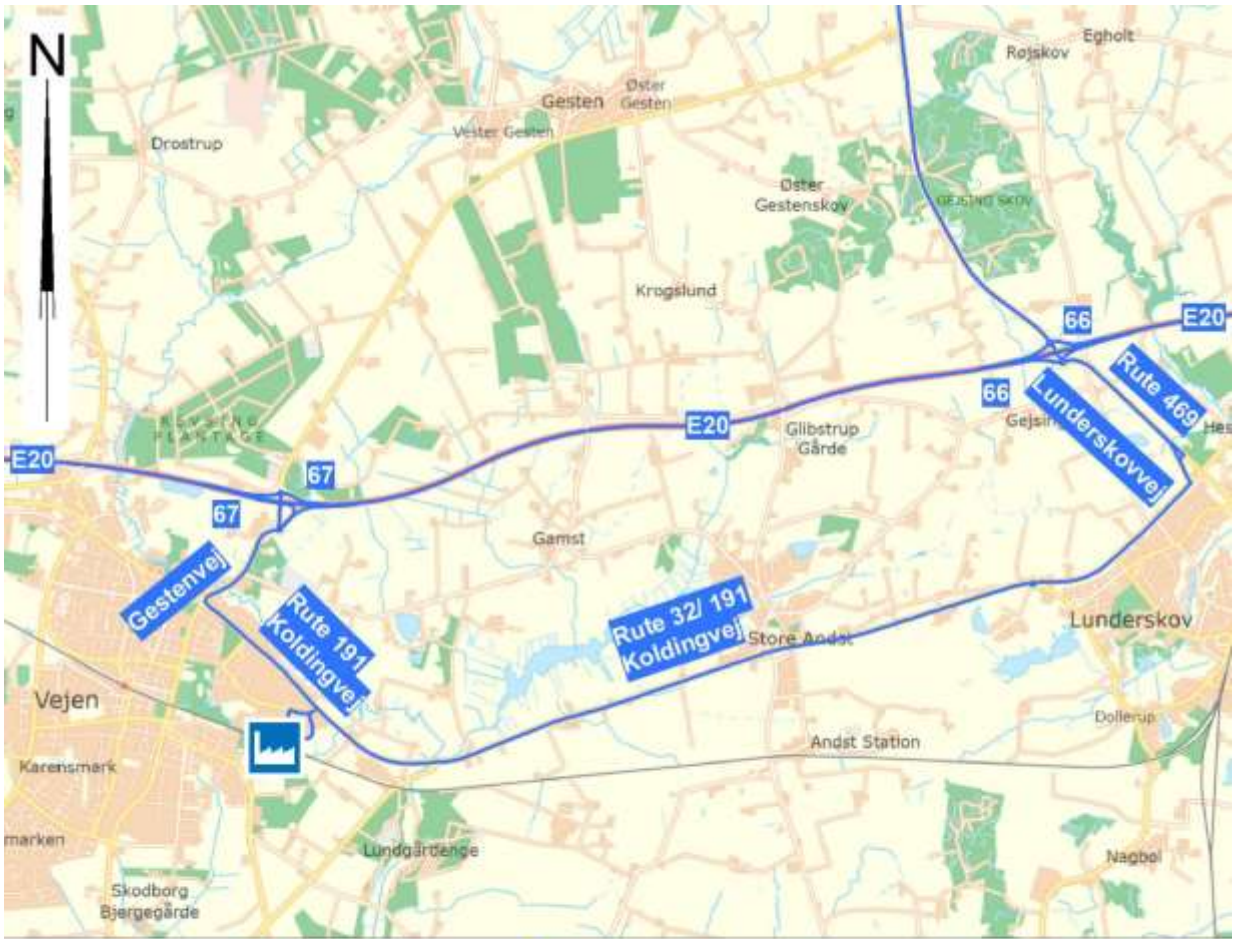 N
Egholt
Røjskov
Øster
Gesten
Gesten
Vester Gesten
Drostrup
Øster
Gestenskov
GEJSING SKOV
Krogslund
66
E20
Rute 469
66
Lunderskovvej
E20
Glibstrup
Gårde
Gejsing
Hes
PLANTAGE
E20
67
67
Gamst
Gestenvej
Rute 191
Koldingvej
Rute 32/ 191
Koldingvej
Store Andst
Lunderskov
Vejen
Dollerup
Andst Station
Karensmark
marken
Lundgårdenge
Nagbøl
Skodborg
Bjergegårde